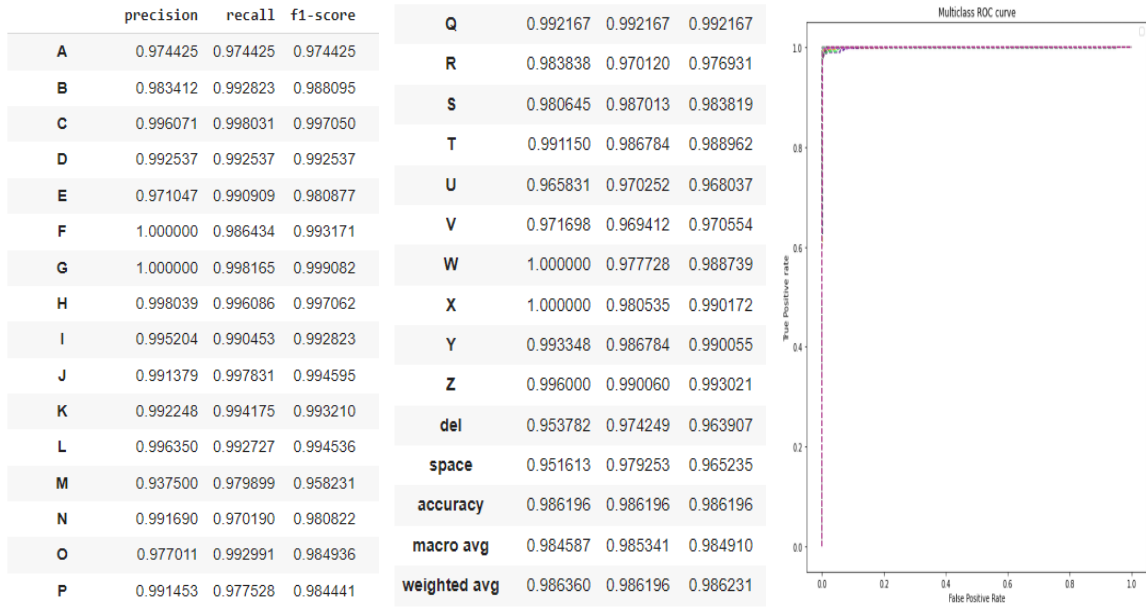 precision recall f1-score
A 0.974425 0.974425 0.974425
B 0.983412 0.992823 0.988095
C 0.996071 0.998031 0.997050
D 0.992537 0.992537 0.992537
E 0.971047 0.990909 0.980877
F 1.000000 0.986434 0.993171
G 1.000000 0.998165 0.999082
H 0.998039 0.996086 0.997062
I 0.995204 0.990453 0.992823
J 0.991379 0.997831 0.994595
K 0.992248 0.994175 0.993210
L 0.996350 0.992727 0.994536
M 0.937500 0.979899 0.958231
N 0.991690 0.970190 0.980822
O 0.977011 0.992991 0.984936
P 0.991453 0.977528 0.984441
Q 0.992167 0.992167 0.992167
R 0.983838 0.970120 0.976931
S 0.980645 0.987013 0.983819
T 0.991150 0.986784 0.988962
U 0.965831 0.970252 0.968037
V 0.971698 0.969412 0.970554
W 1.000000 0.977728 0.988739
X 1.000000 0.980535 0.990172
Y 0.993348 0.986784 0.990055
Z 0.996000 0.990060 0.993021
del 0.953782 0.974249 0.963907
space 0.951613 0.979253 0.965235
accuracy 0.986196 0.986196 0.986196
macro avg 0.984587 0.985341 0.984910
weighted avg 0.986360 0.986196 0.986231
Multiclass ROC curve
1.0
0.8
0.6
0.4
0.2
0.0
True Positive rate
0.0 0.2 0.4 0.6 0.8 1.0
False Positive Rate